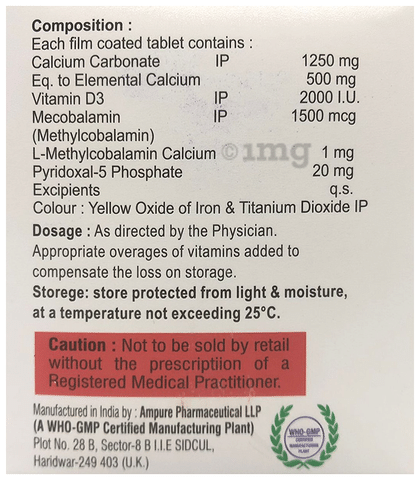 Composition :
Each film coated tablet contains :
Calcium Carbonate IP 1250 mg
Eq. to Elemental Calcium 500 mg
Vitamin D3 IP 2000 I.U.
Mecobalamin IP 1500 mcg
(Methylcobalamin)
L-Methylcobalamin Calcium 1 mg
Pyridoxal-5 Phosphate 20 mg
Excipients q.s.
Colour : Yellow Oxide of Iron & Titanium Dioxide IP
Dosage : As directed by the Physician.
Appropriate overages of vitamins added to
compensate the loss on storage.
Storege: store protected from light & moisture,
at a temperature not exceeding 25°C.
Caution : Not to be sold by retail
without the prescriptiion of a
Registered Medical Practitioner.
Manufactured in India by : Ampure Pharmaceutical LLP
(A WHO-GMP Certified Manufacturing Plant)
Plot No. 28 B, Sector-8 B I.I.E SIDCUL,
Haridwar-249 403 (U.K.)
WHO-GMP
CERTIFIED
MANUFACTURING
PLANT
©1mg